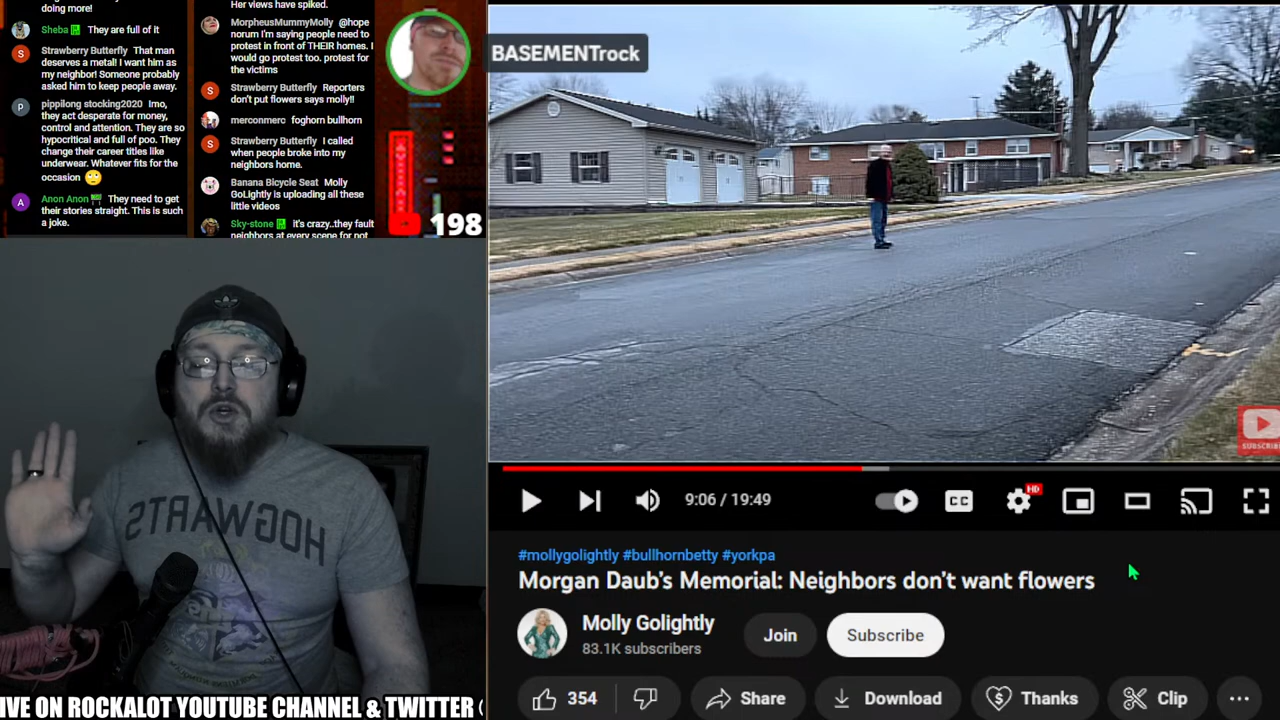 doing more!
Sheba They are full of it
Strawberry Butterfly That man
deserves a metal! I want him as
my neighbor! Someone probably
asked him to keep people away.
pippilong stocking2020 Imo,
they act desperate for money,
control and attention. They are so
hypocritical and full of poo. They
change their career titles like
underwear. Whatever fits for the
occasion 🙄
Anon Anon They need to get
their stories straight. This is such
a joke.
Her views have spiked.
MorpheusMummyMolly @hope
norum I'm saying people need to
protest in front of THEIR homes. I
would go protest too. protest for
the victims
Strawberry Butterfly Reporters
don't put flowers says molly!!
merconmerc foghorn bullhorn
Strawberry Butterfly I called
when people broke into my
neighbors home.
Banana Bicycle Seat Molly
GoLightly is uploading all these
little videos
Sky-stone It's crazy..they fault
neighbors at every scene for not
198
BASEMENTrock
HOGWARTS
IVE ON ROCKALOT YOUTUBE CHANNEL & TWITTER
SUBSCRIBE
9:06 / 19:49
CC
HD
#mollygolightly #bullhornbetty #yorkpa
Morgan Daub's Memorial: Neighbors don't want flowers
Molly Golightly
83.1K subscribers
Join
Subscribe
354
Share
Download
Thanks
Clip